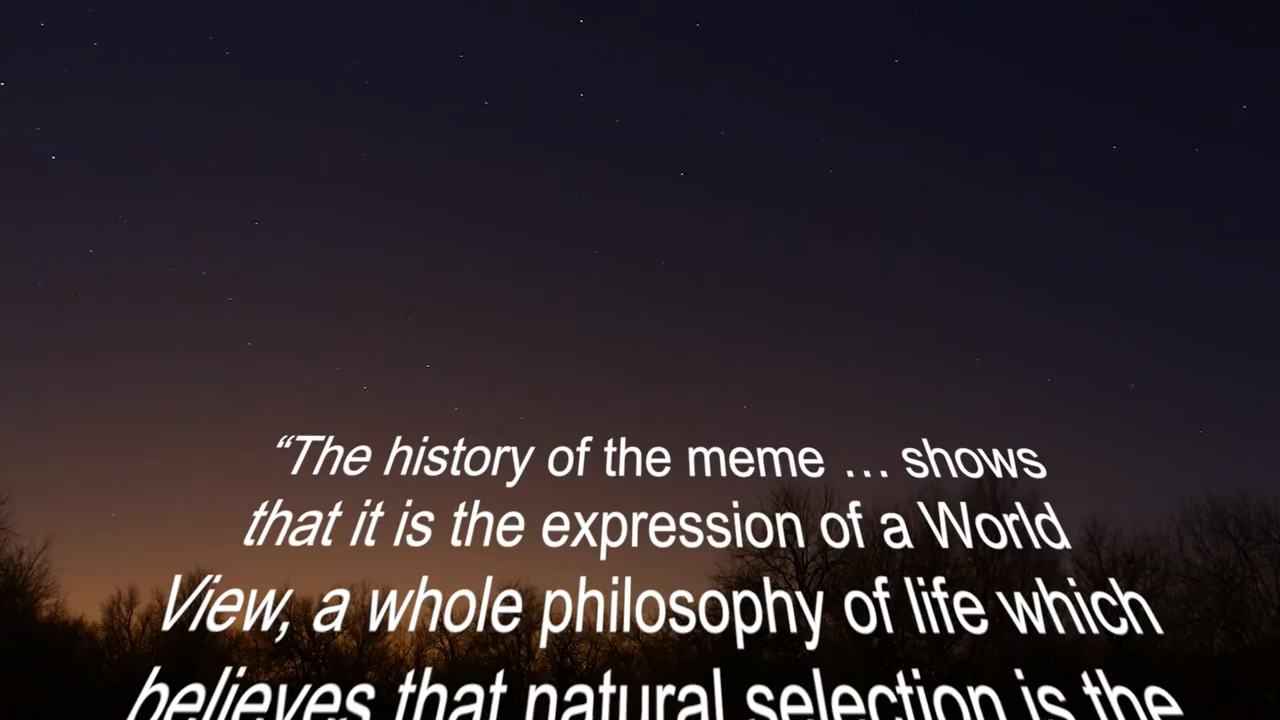 “The history of the meme … shows
that it is the expression of a World
View, a whole philosophy of life which
believes that natural selection is the